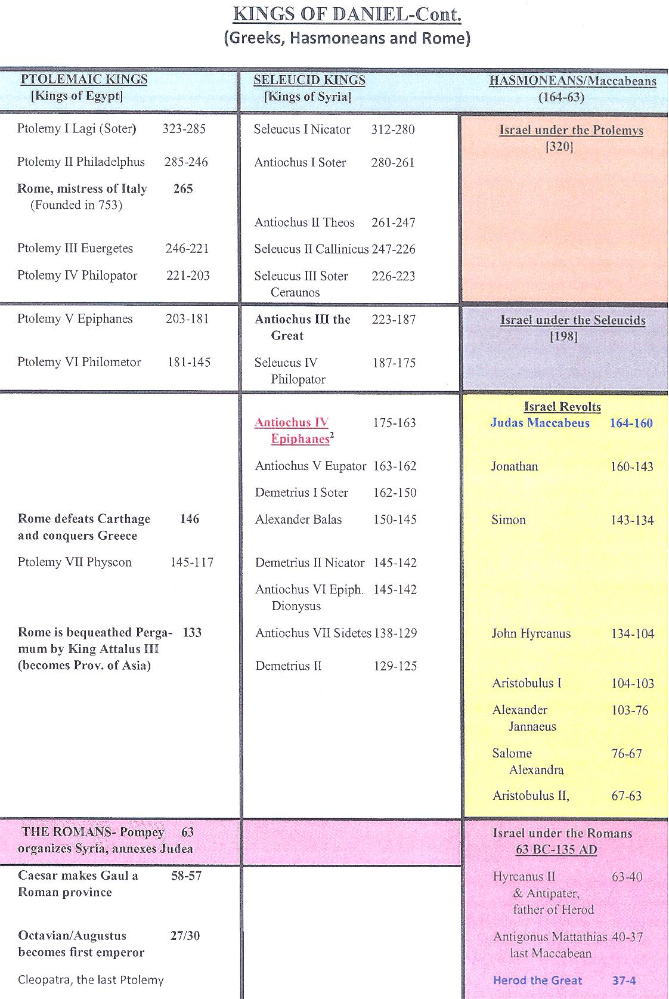 KINGS OF DANIEL-Cont.
(Greeks, Hasmoneans and Rome)
PTOLEMAIC KINGS
[Kings of Egypt]
SELEUCID KINGS
[Kings of Syria]
HASMONEANS/Maccabeans
(164-63)
Ptolemy I Lagi (Soter) 323-285
Ptolemy II Philadelphus 285-246
Rome, mistress of Italy 265
(Founded in 753)
Ptolemy III Euergetes 246-221
Ptolemy IV Philopator 221-203
Seleucus I Nicator 312-280
Antiochus I Soter 280-261
Antiochus II Theos 261-247
Seleucus II Callinicus 247-226
Seleucus III Soter 226-223
Ceraunos
Israel under the Ptolemys
[320]
Ptolemy V Epiphanes 203-181
Ptolemy VI Philometor 181-145
Antiochus III the 223-187
Great
Seleucus IV 187-175
Philopator
Israel under the Seleucids
[198]
Rome defeats Carthage 146
and conquers Greece
Ptolemy VII Physcon 145-117
Rome is bequeathed Perga- 133
mum by King Attalus III
(becomes Prov. of Asia)
Antiochus IV 175-163
Epiphanes2
Antiochus V Eupator 163-162
Demetrius I Soter 162-150
Alexander Balas 150-145
Demetrius II Nicator 145-142
Antiochus VI Epiph. 145-142
Dionysus
Antiochus VII Sidetes 138-129
Demetrius II 129-125
Israel Revolts
Judas Maccabeus 164-160
Jonathan 160-143
Simon 143-134
John Hyrcanus 134-104
Aristobulus I 104-103
Alexander 103-76
Jannaeus
Salome 76-67
Alexandra
Aristobulus II, 67-63
THE ROMANS- Pompey 63
organizes Syria, annexes Judea
Caesar makes Gaul a 58-57
Roman province
Octavian/Augustus 27/30
becomes first emperor
Cleopatra, the last Ptolemy
Israel under the Romans
63 BC-135 AD
Hyrcanus II 63-40
& Antipater,
father of Herod
Antigonus Mattathias 40-37
last Maccabean
Herod the Great 37-4